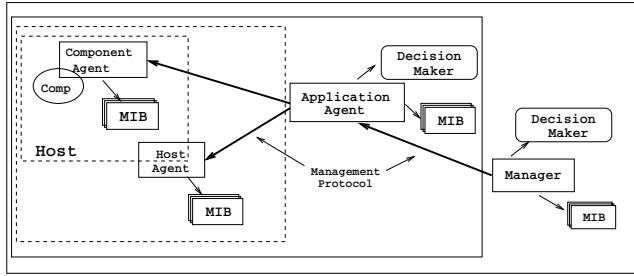 Component
Agent
Comp
MIB
Host
Host
Agent
MIB
Decision
Maker
Application
Agent
MIB
Management
Protocol
Decision
Maker
Manager
MIB